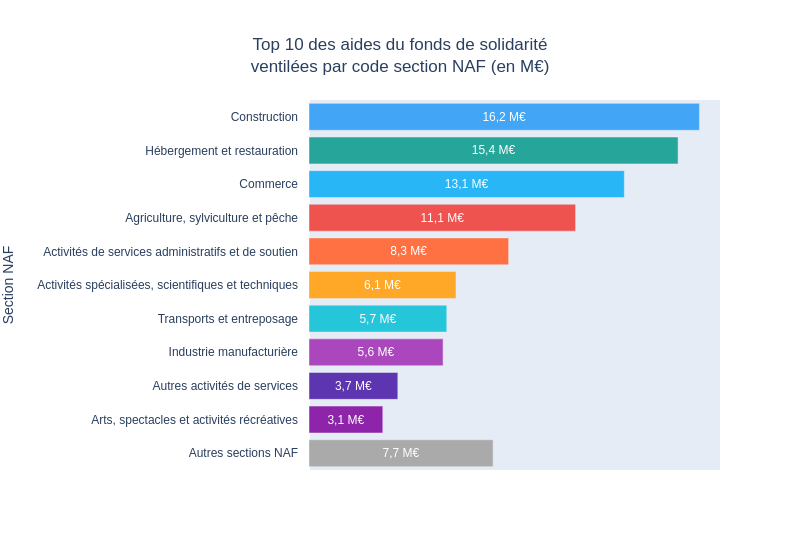 Top 10 des aides du fonds de solidarité
ventilées par code section NAF (en M€)
Section NAF
Construction 16,2 M€
Hébergement et restauration 15,4 M€
Commerce 13,1 M€
Agriculture, sylviculture et pêche 11,1 M€
Activités de services administratifs et de soutien 8,3 M€
Activités spécialisées, scientifiques et techniques 6,1 M€
Transports et entreposage 5,7 M€
Industrie manufacturière 5,6 M€
Autres activités de services 3,7 M€
Arts, spectacles et activités récréatives 3,1 M€
Autres sections NAF 7,7 M€